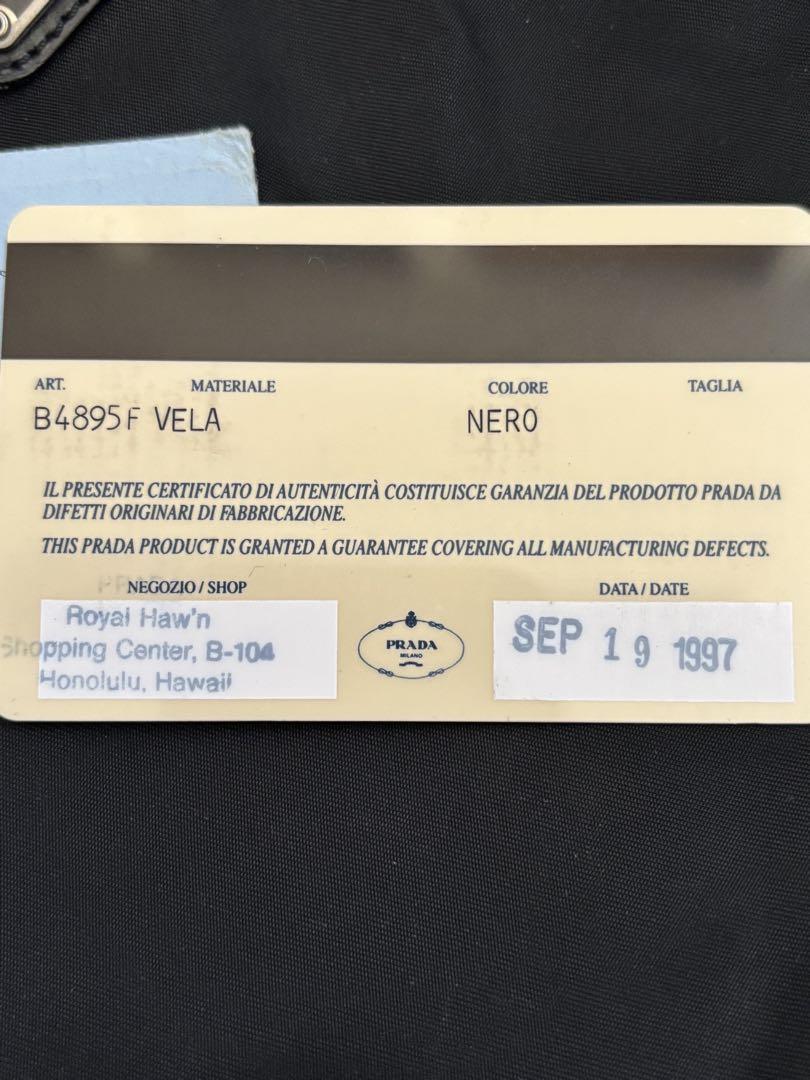 ART. MATERIALE COLORE TAGLIA
B4895F VELA NERO
IL PRESENTE CERTIFICATO DI AUTENTICITÀ COSTITUISCE GARANZIA DEL PRODOTTO PRADA DA
DIFETTI ORIGINARI DI FABBRICAZIONE.
THIS PRADA PRODUCT IS GRANTED A GUARANTEE COVERING ALL MANUFACTURING DEFECTS.
NEGOZIO / SHOP
Royal Haw'n
Shopping Center, B-104
Honolulu, Hawaii
PRADA
MILANO
DATA / DATE
SEP 19 1997